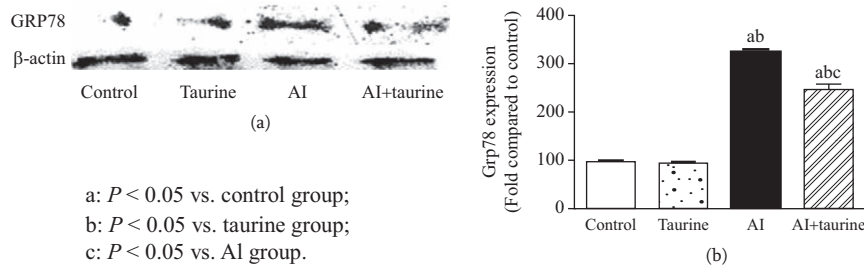 GRP78
β-actin
Control Taurine AI AI+taurine
(a)
a: P < 0.05 vs. control group;
b: P < 0.05 vs. taurine group;
c: P < 0.05 vs. Al group.
Grp78 expression
(Fold compared to control)
400
300
200
100
0
ab
abc
Control Taurine AI AI+taurine
(b)